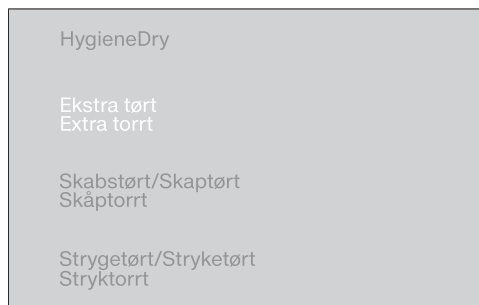 HygieneDry
Ekstra tørt
Extra torrt
Skabstørt/Skaptørt
Skåptorrt
Strygetørt/Stryketørt
Stryktorrt